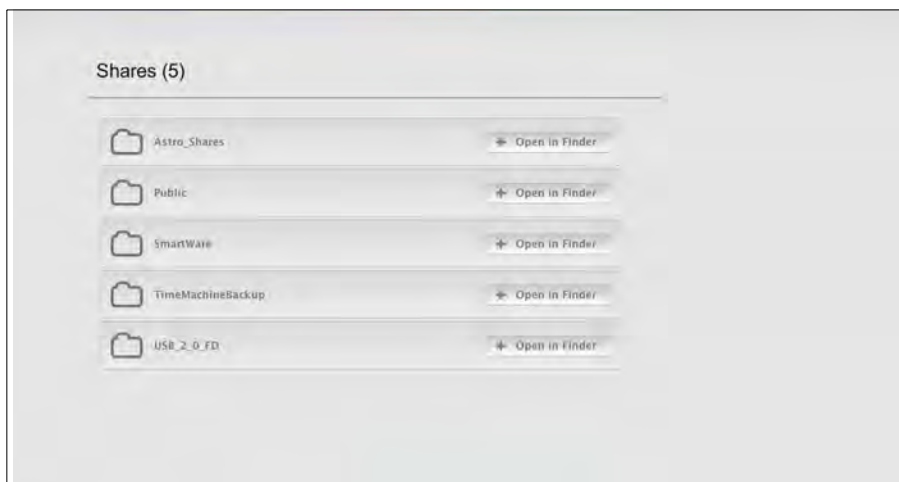 Shares (5)
Astro_Shares Open in Finder
Public Open in Finder
SmartWare Open in Finder
TimeMachineBackup Open in Finder
USB_2_0_FD Open in Finder